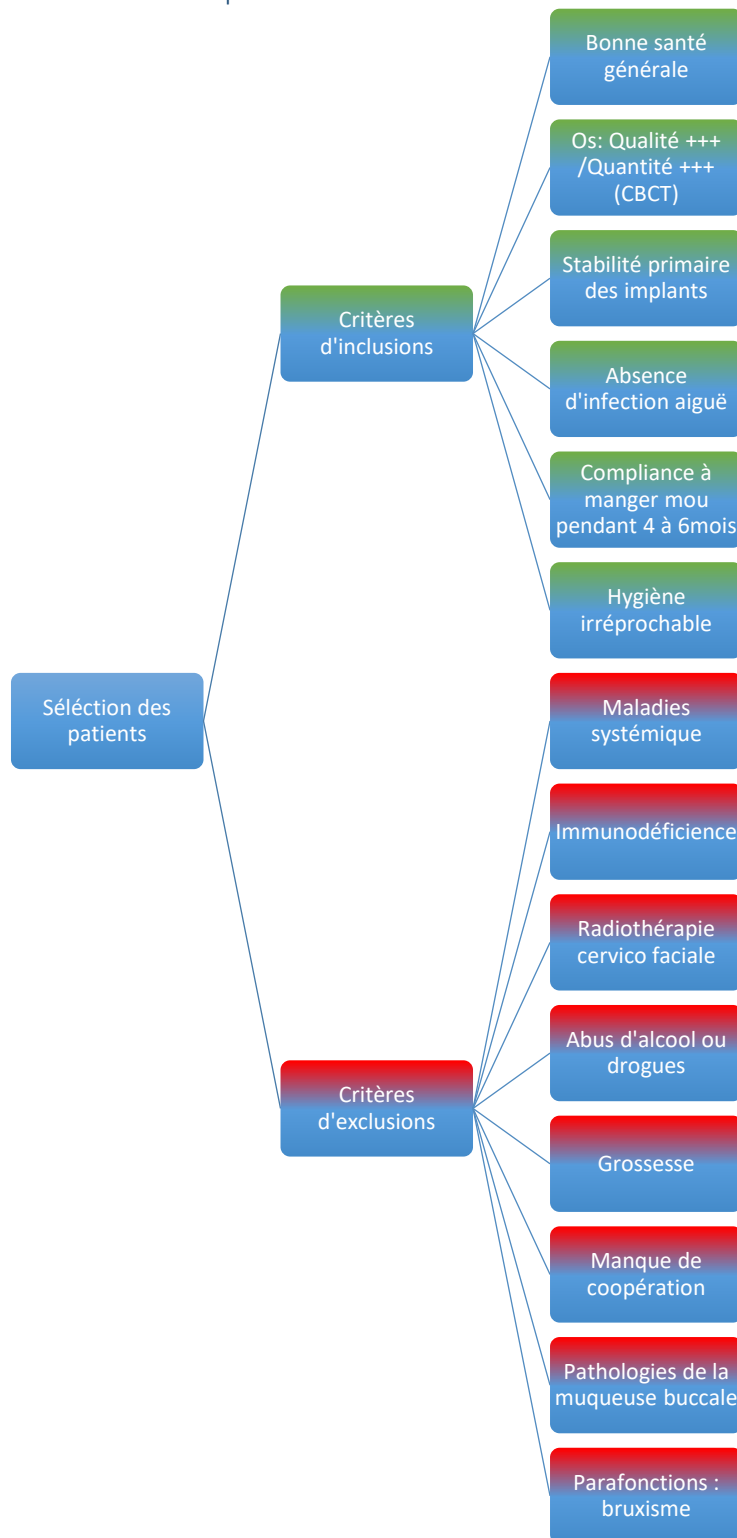 Bonne santé
générale
Os: Qualité +++
/Quantité +++
(CBCT)
Stabilité primaire
des implants
Critères
d'inclusions
Absence
d'infection aiguë
Compliance à
manger mou
pendant 4 à 6mois
Hygiène
irréprochable
Séléction des
patients
Maladies
systémique
Immunodéficience
Radiothérapie
cervico faciale
Abus d'alcool ou
drogues
Critères
d'exclusions
Grossesse
Manque de
coopération
Pathologies de la
muqueuse buccale
Parafonctions :
bruxisme